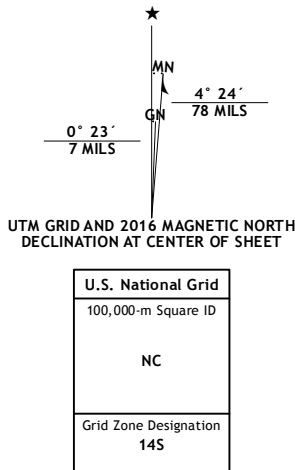 ★
MN
4° 24´
78 MILS
GN
0° 23´
7 MILS
UTM GRID AND 2016 MAGNETIC NORTH
DECLINATION AT CENTER OF SHEET
U.S. National Grid
100,000-m Square ID
NC
Grid Zone Designation
14S